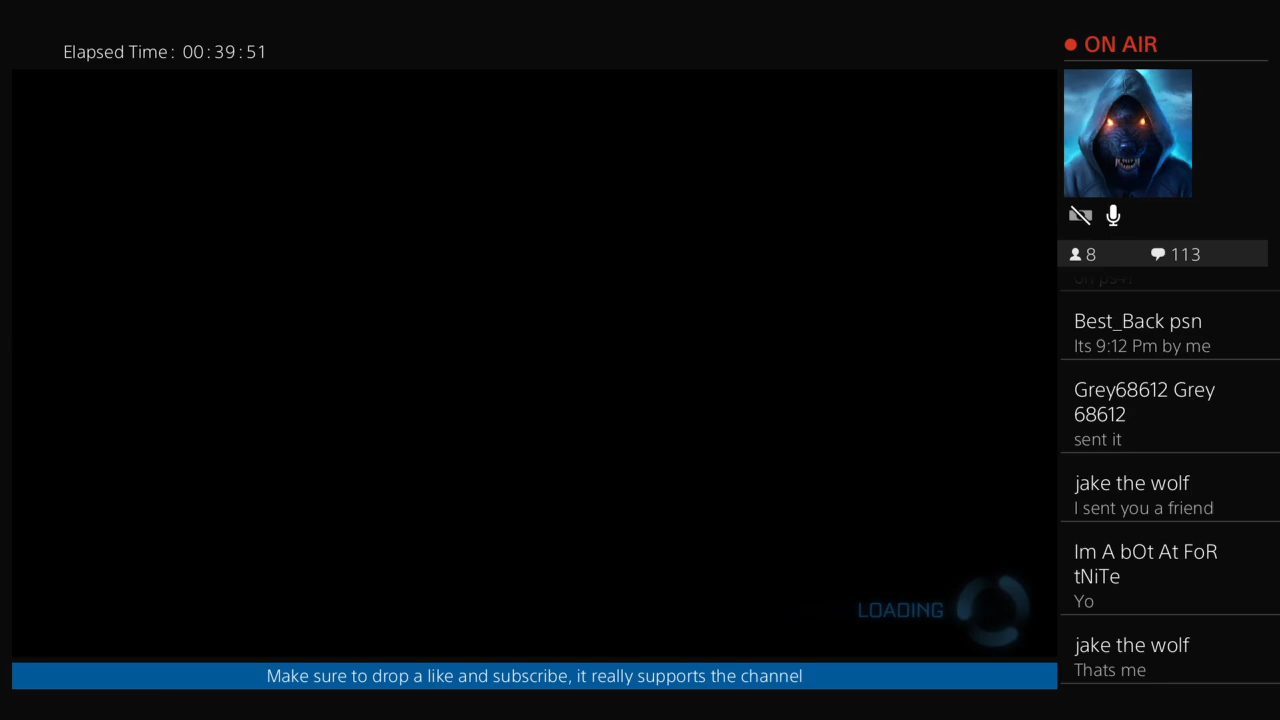 Elapsed Time: 00:39:51
ON AIR
8 113
Best_Back psn
Its 9:12 Pm by me
Grey68612 Grey
68612
sent it
jake the wolf
I sent you a friend
Im A bOt At FoR
tNiTe
Yo
jake the wolf
Thats me
LOADING
Make sure to drop a like and subscribe, it really supports the channel